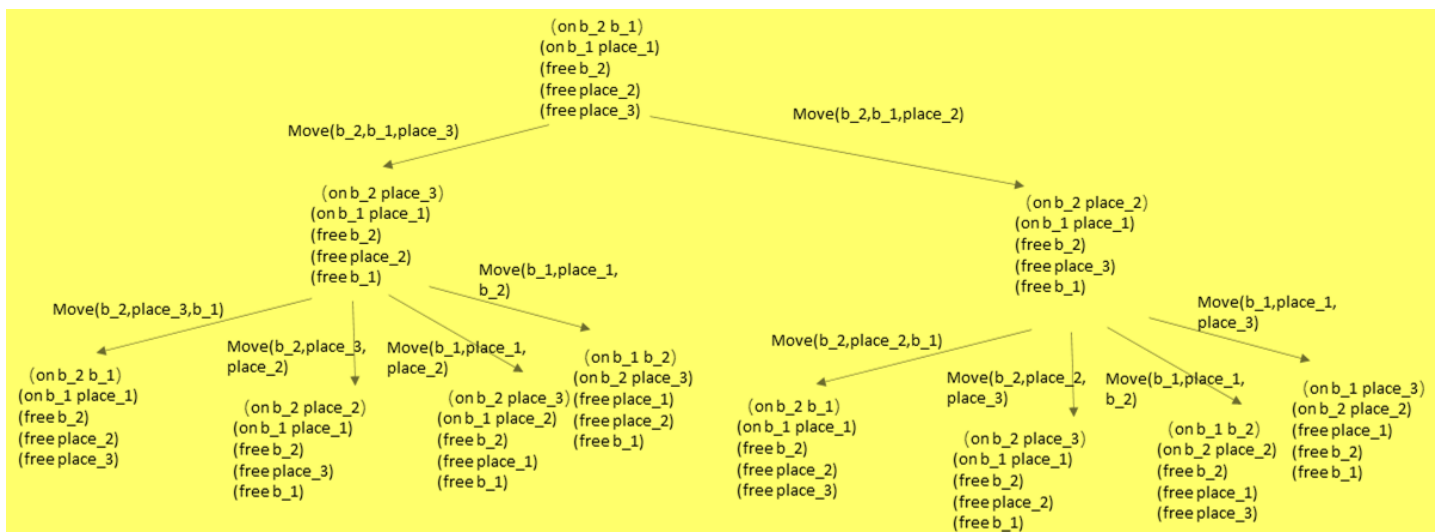 （on b_2 b_1)
(on b_1 place_1)
(free b_2)
(free place_2)
(free place_3)
Move(b_2,b_1,place_3)
Move(b_2,b_1,place_2)
（on b_2 place_3)
(on b_1 place_1)
(free b_2)
(free place_2)
(free b_1)
（on b_2 place_2)
(on b_1 place_1)
(free b_2)
(free place_3)
(free b_1)
Move(b_2,place_3,b_1)
Move(b_2,place_3,
place_2)
Move(b_1,place_1,
place_2)
Move(b_1,place_1,
b_2)
Move(b_2,place_2,b_1)
Move(b_2,place_2,
place_3)
Move(b_1,place_1,
b_2)
Move(b_1,place_1,
place_3)
（on b_2 b_1)
(on b_1 place_1)
(free b_2)
(free place_2)
(free place_3)
（on b_2 place_2)
(on b_1 place_1)
(free b_2)
(free place_3)
(free b_1)
（on b_2 place_3)
(on b_1 place_2)
(free b_2)
(free place_1)
(free b_1)
（on b_1 b_2)
(on b_2 place_3)
(free place_1)
(free place_2)
(free b_1)
（on b_2 b_1)
(on b_1 place_1)
(free b_2)
(free place_2)
(free place_3)
（on b_2 place_3)
(on b_1 place_1)
(free b_2)
(free place_2)
(free b_1)
（on b_1 b_2)
(on b_2 place_2)
(free b_2)
(free place_1)
(free place_3)
（on b_1 place_3)
(on b_2 place_2)
(free place_1)
(free b_2)
(free b_1)